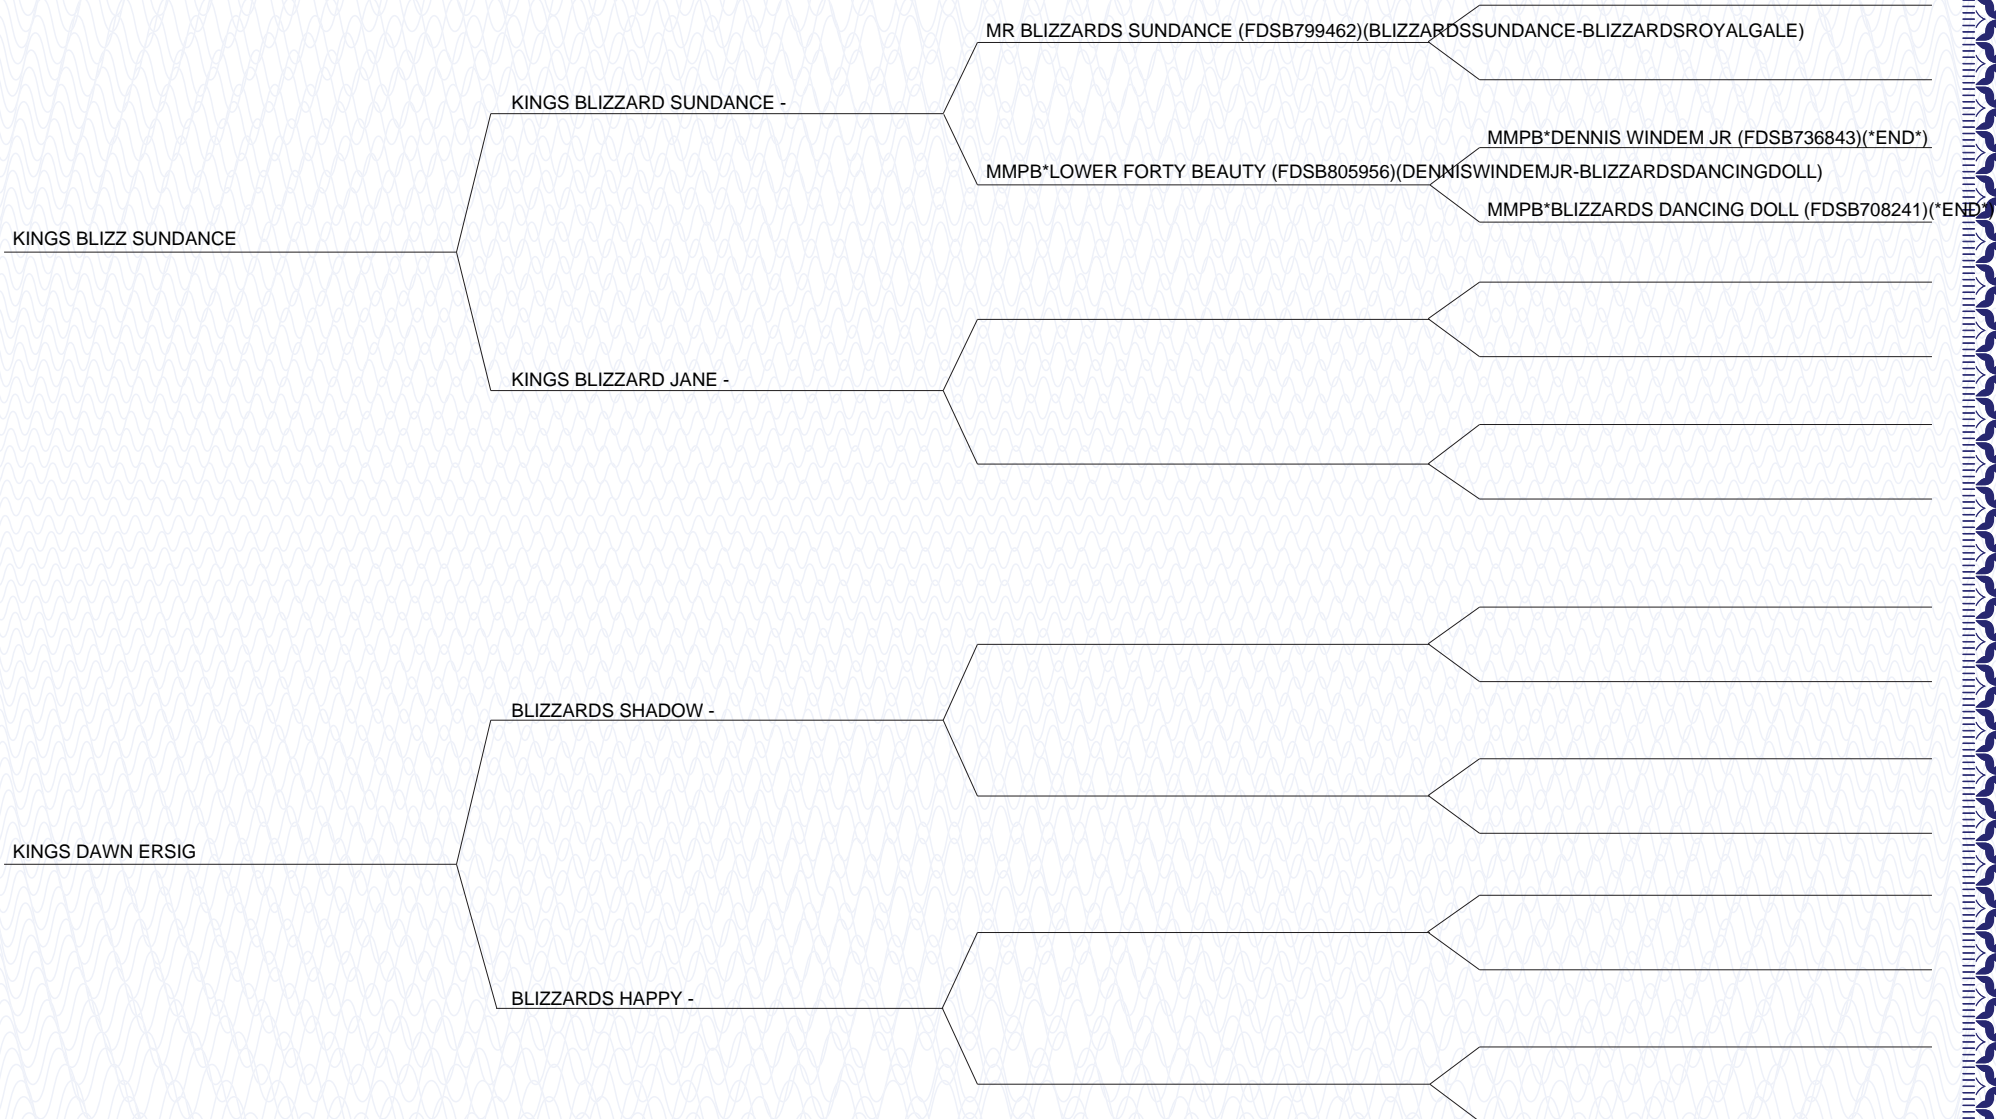 MR BLIZZARDS SUNDANCE (FDSB799462)(BLIZZARDSSUNDANCE-BLIZZARDSROYALGALE)
KINGS BLIZZARD SUNDANCE -
MMPB*DENNIS WINDEM JR (FDSB736843)(*END*)
MMPB*LOWER FORTY BEAUTY (FDSB805956)(DENNISWINDEMJR-BLIZZARDSDANCINGDOLL)
MMPB*BLIZZARDS DANCING DOLL (FDSB708241)(*END*)
KINGS BLIZZ SUNDANCE
KINGS BLIZZARD JANE -
BLIZZARDS SHADOW -
KINGS DAWN ERSIG
BLIZZARDS HAPPY -